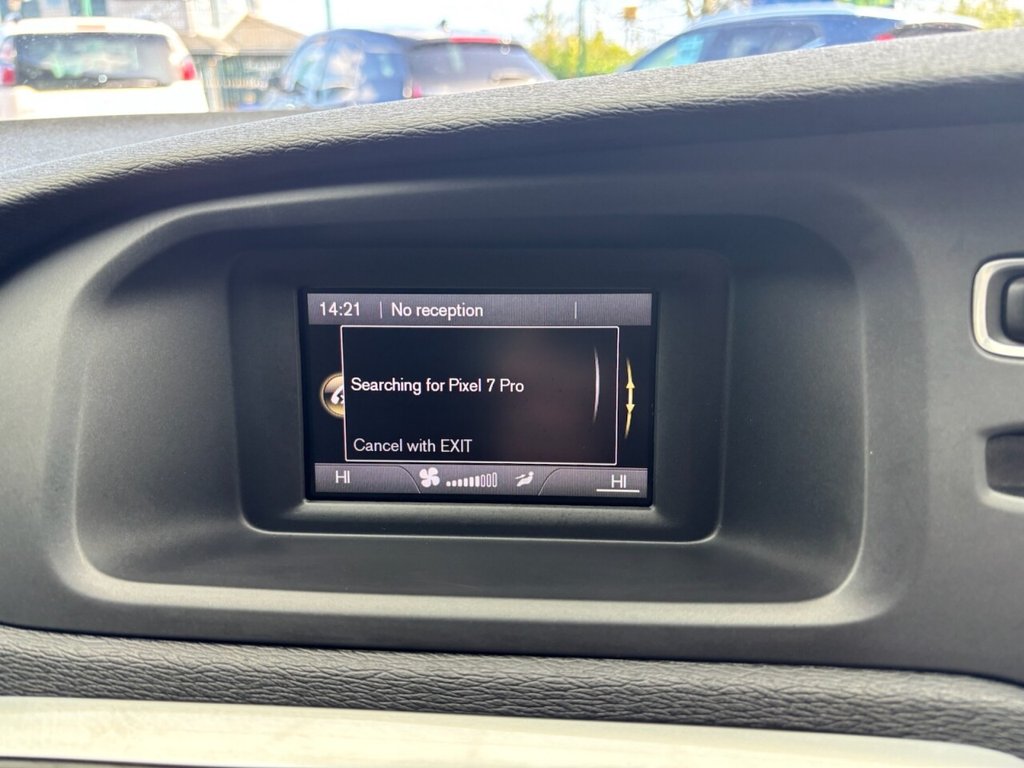 14:21 No reception
Searching for Pixel 7 Pro
Cancel with EXIT
HI HI